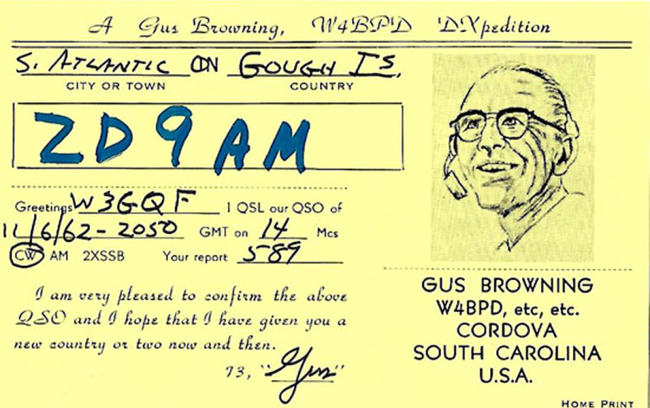 A Gus Browning, W4BPD DXpedition
S. ATLANTIC ON GOUGH IS.
CITY OR TOWN COUNTRY
ZD9AM
Greetings W3GQF I QSL our QSO of
11/6/62-2050 GMT on 14 Mcs
CW AM 2XSSB Your report 589
I am very pleased to confirm the above
QSO and I hope that I have given you a
new country or two now and then.
73, "Gus"
GUS BROWNING
W4BPD, etc, etc.
CORDOVA
SOUTH CAROLINA
U.S.A.
HOME PRINT